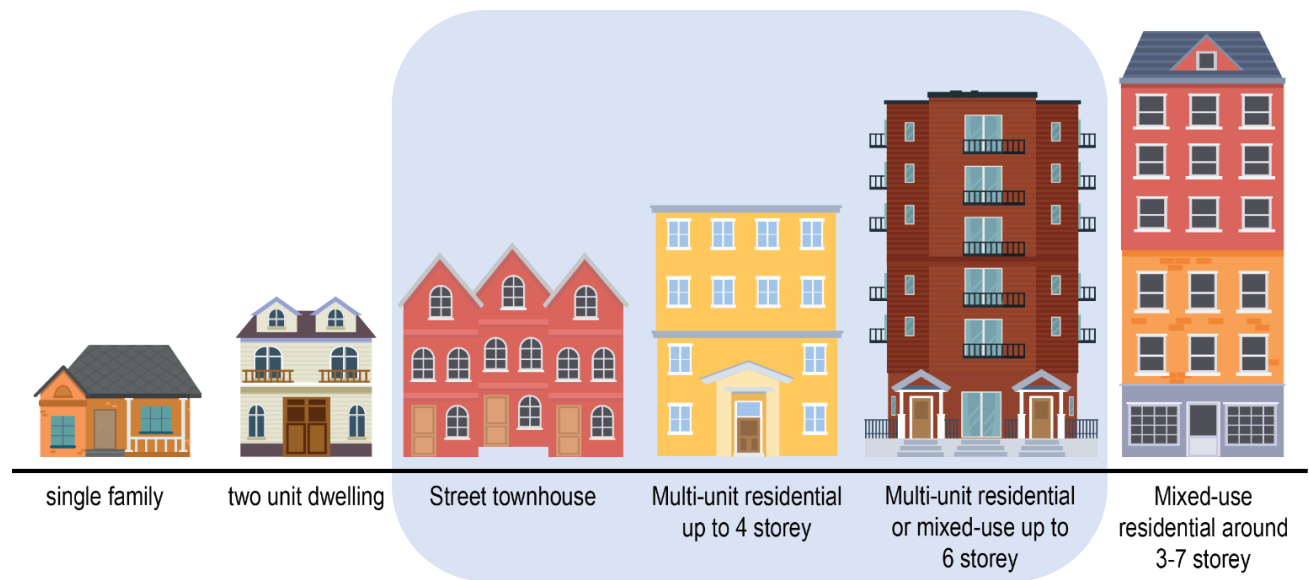 single family
two unit dwelling
Street townhouse
Multi-unit residential
up to 4 storey
Multi-unit residential
or mixed-use up to
6 storey
Mixed-use
residential around
3-7 storey